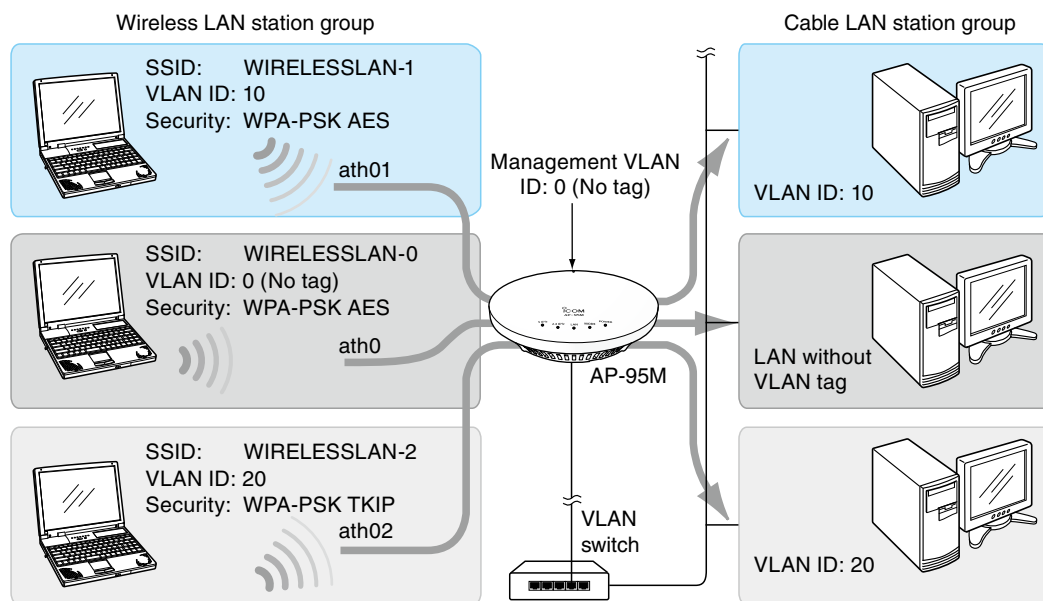 Wireless LAN station group
Cable LAN station group
SSID: WIRELESSLAN-1
VLAN ID: 10
Security: WPA-PSK AES
ath01
Management VLAN
ID: 0 (No tag)
VLAN ID: 10
SSID: WIRELESSLAN-0
VLAN ID: 0 (No tag)
Security: WPA-PSK AES
ath0
ICOM
AP-95M
AP-95M
LAN without
VLAN tag
SSID: WIRELESSLAN-2
VLAN ID: 20
Security: WPA-PSK TKIP
ath02
VLAN
switch
VLAN ID: 20